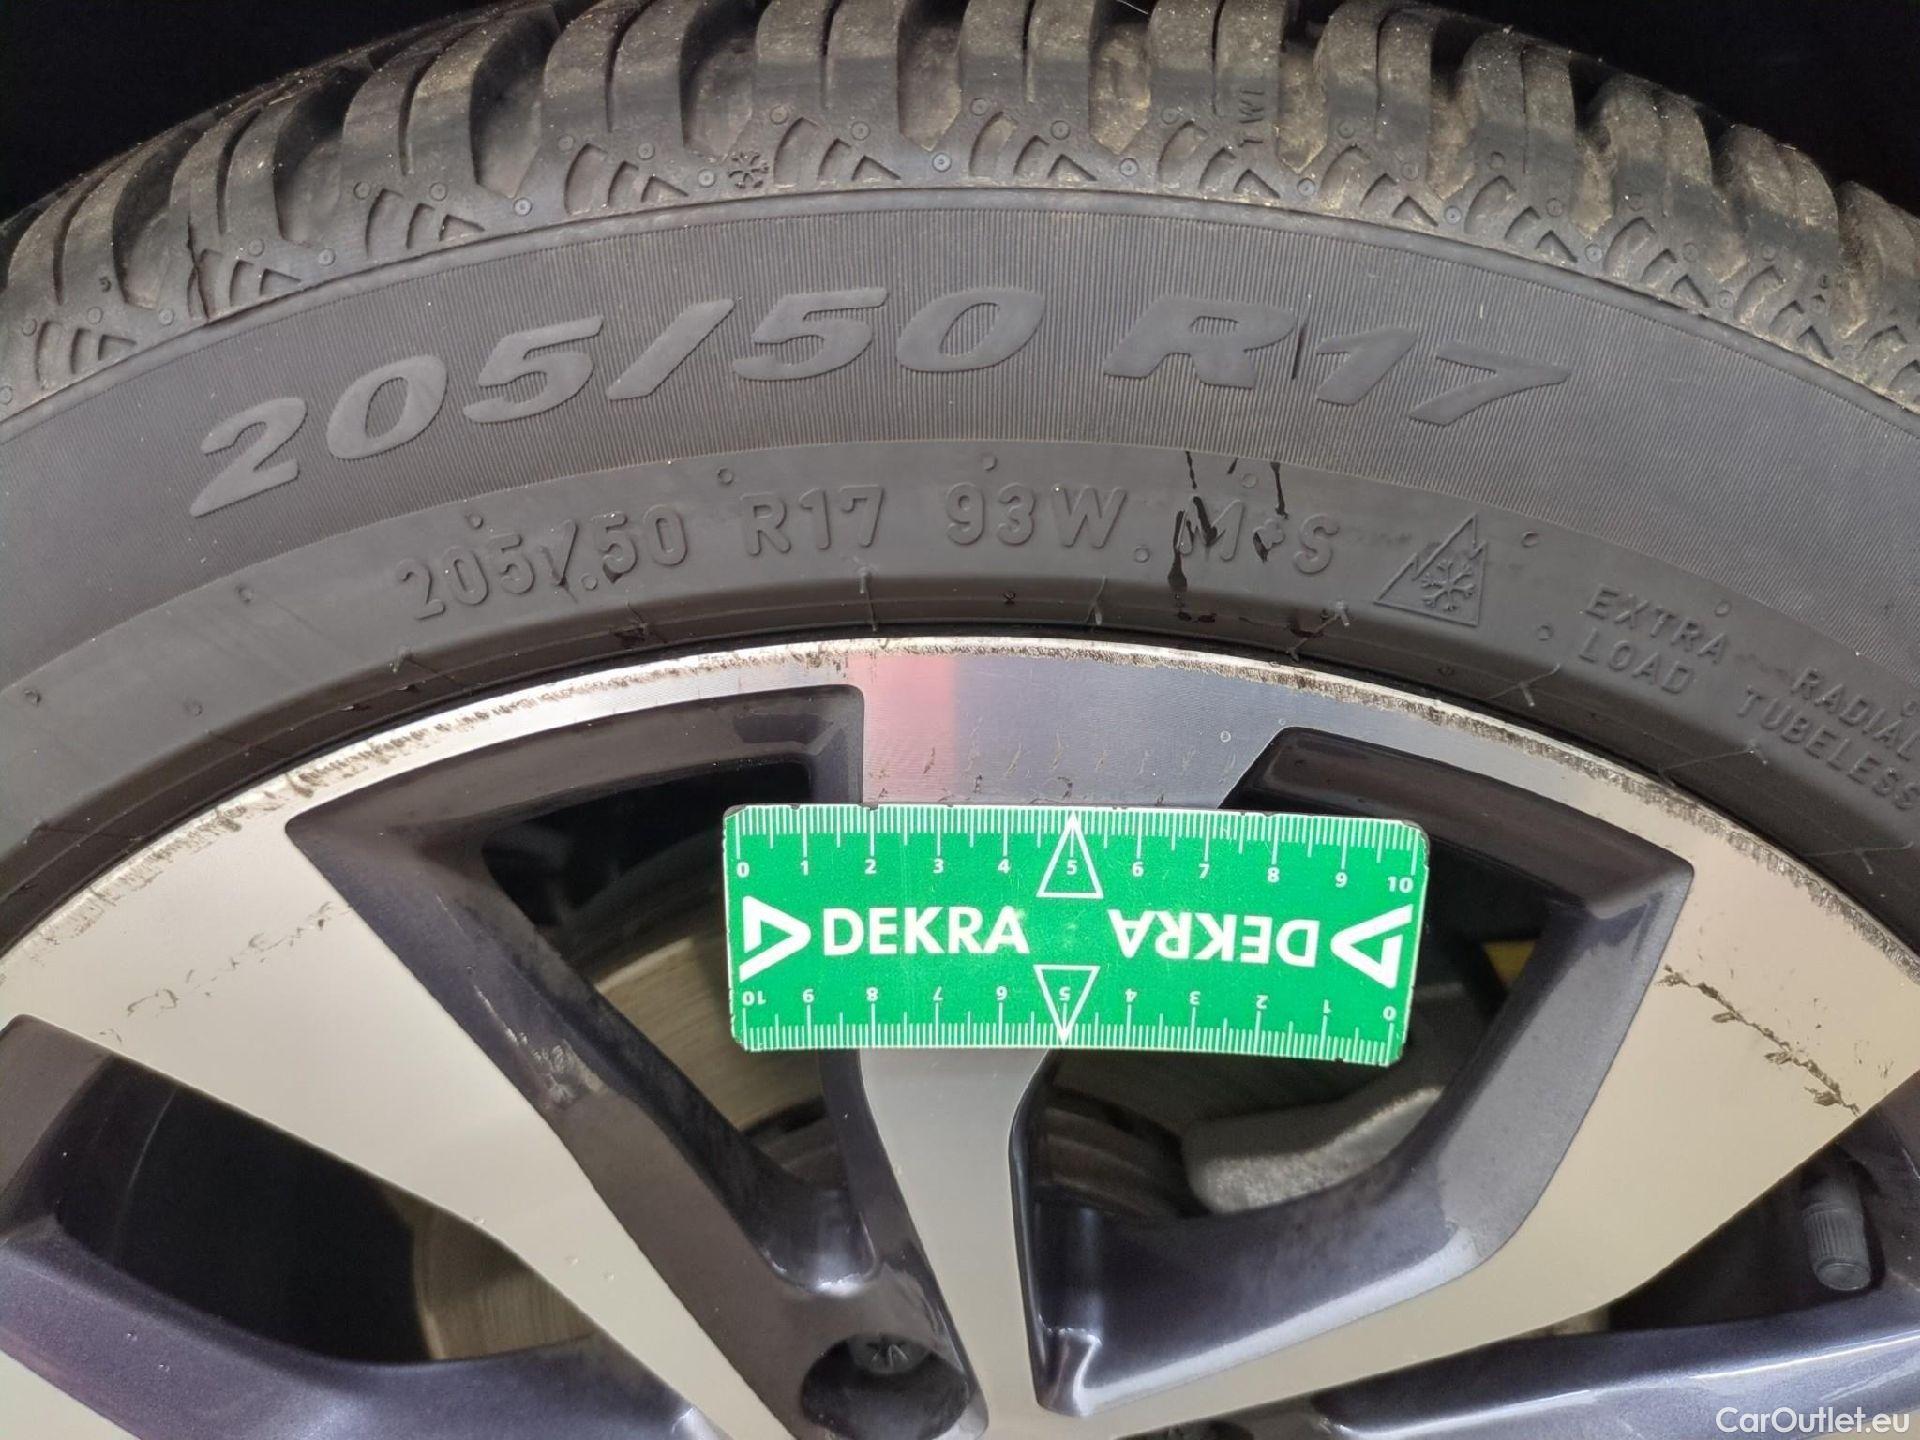 TWI
205/50 R17
205/50 R17 93W M+S
EXTRA LOAD
RADIAL TUBELESS
0 1 2 3 4 5 6 7 8 9 10
DEKRA DEKRA
10 9 8 7 6 5 4 3 2 1 0
CarOutlet.eu